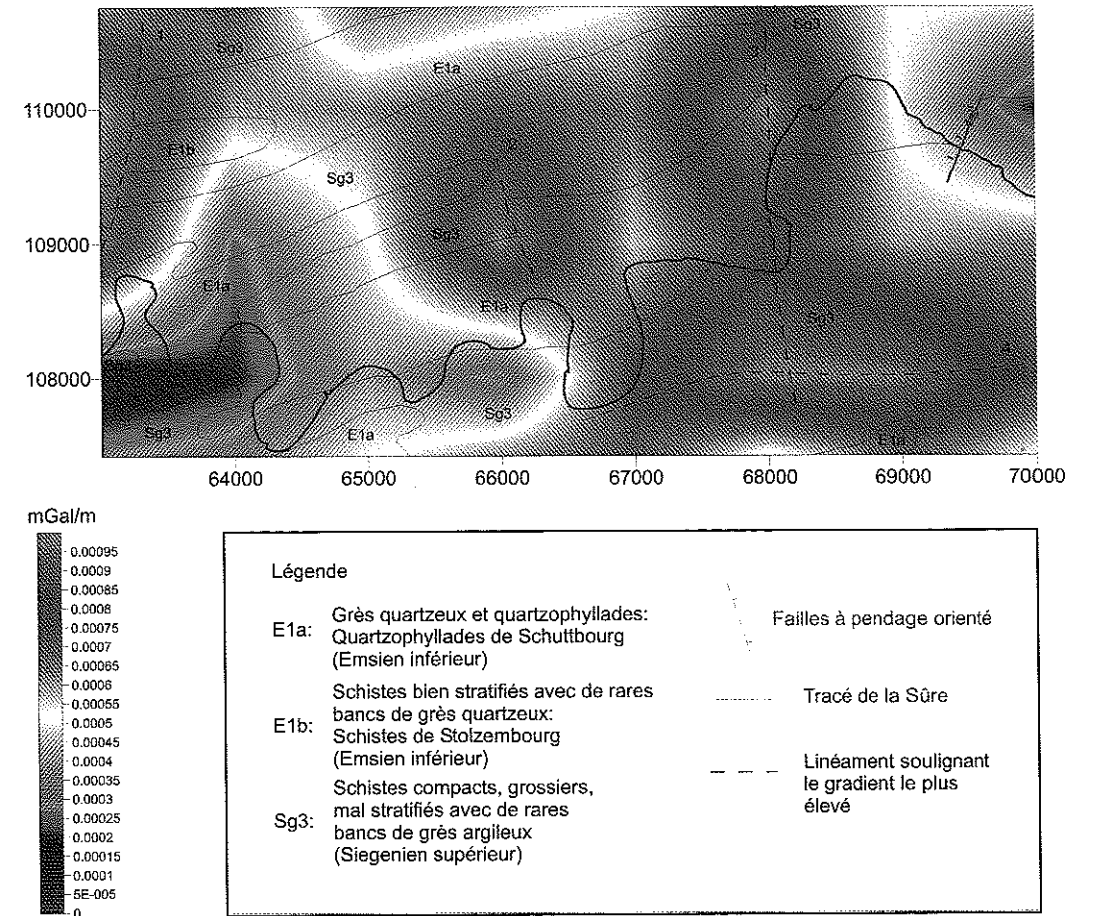 1
Sg3
Sg3
E1a
110000
2
E1b
Sg3
109000
Sg3
E1a
E1a
Sg3
108000
Sg3
Sg3
E1a
E1a
64000
65000
66000
67000
68000
69000
70000
mGal/m
0.00095
0.0009
0.00085
0.0008
0.00075
0.0007
0.00065
0.0006
0.00055
0.0005
0.00045
0.0004
0.00035
0.0003
0.00025
0.0002
0.00015
0.0001
5E-005
0
Légende
E1a:
Grès quartzeux et quartzophyllades:
Quartzophyllades de Schuttbourg
(Emsien inférieur)
E1b:
Schistes bien stratifiés avec de rares
bancs de grès quartzeux:
Schistes de Stolzembourg
(Emsien inférieur)
Sg3:
Schistes compacts, grossiers,
mal stratifiés avec de rares
bancs de grès argileux
(Siegenien supérieur)
Failles à pendage orienté
Tracé de la Sûre
Linéament soulignant
le gradient le plus
élevé